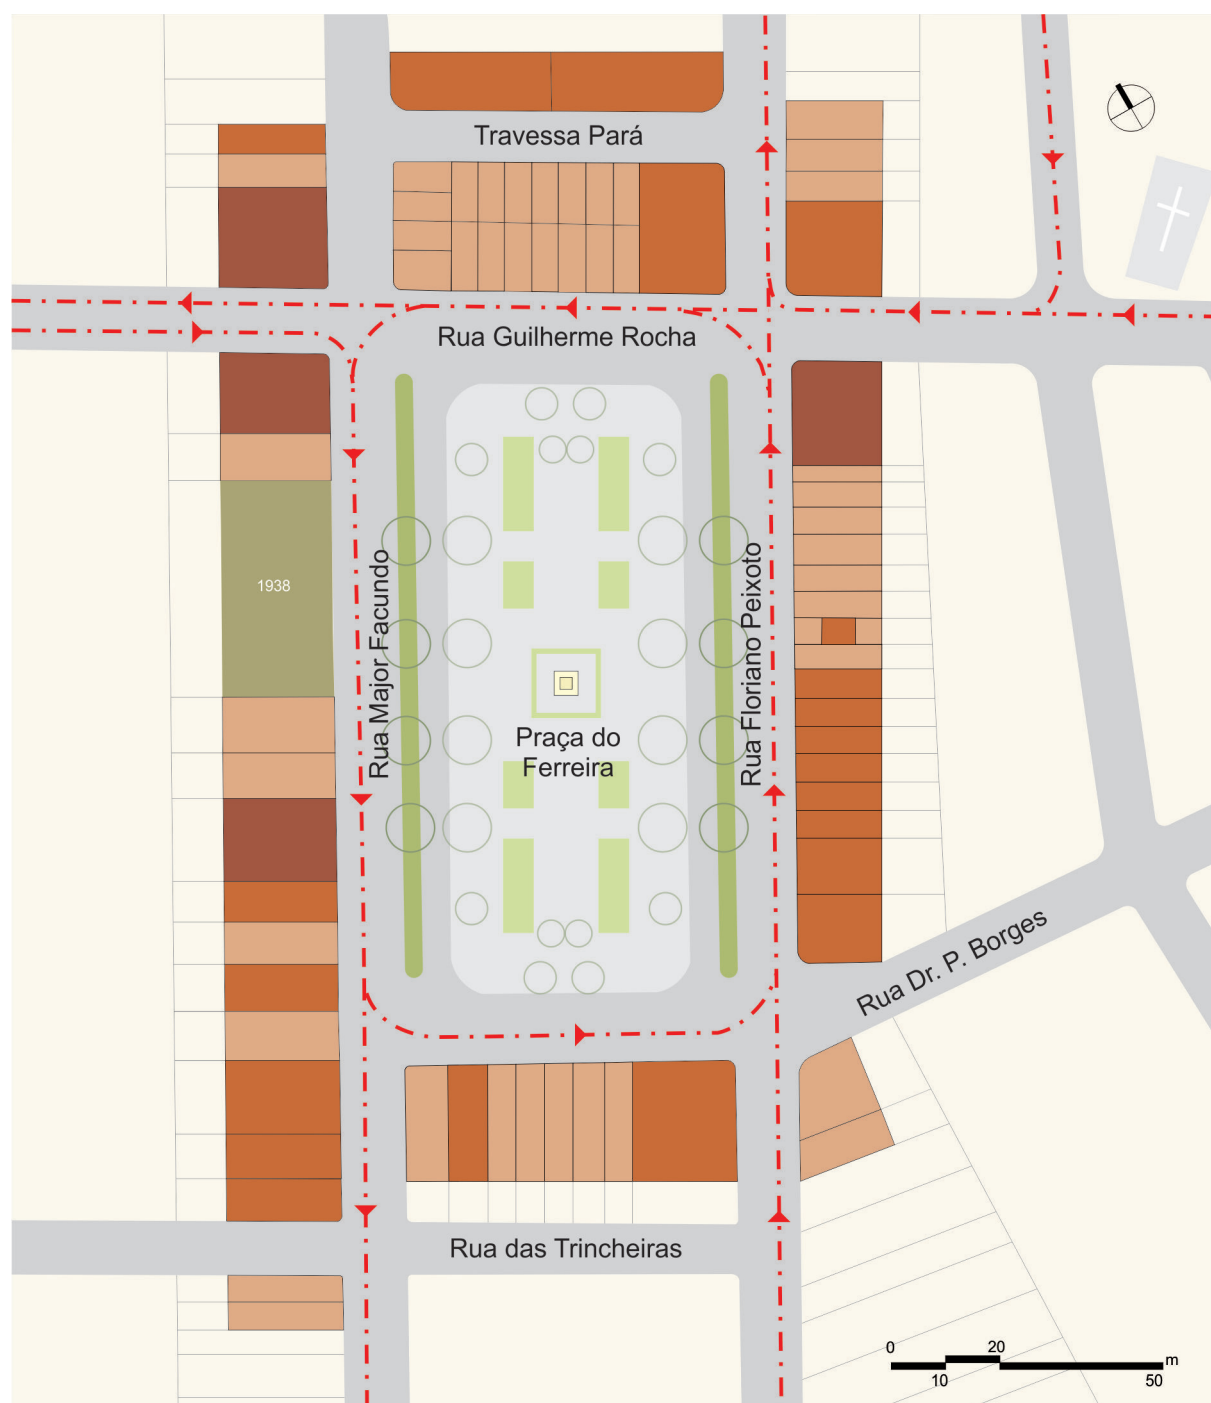 Travessa Pará
Rua Guilherme Rocha
1938
Rua Major Facundo
Rua Floriano Peixoto
Praça do
Ferreira
Rua Dr. P. Borges
Rua das Trincheiras
0 20
m
10 50